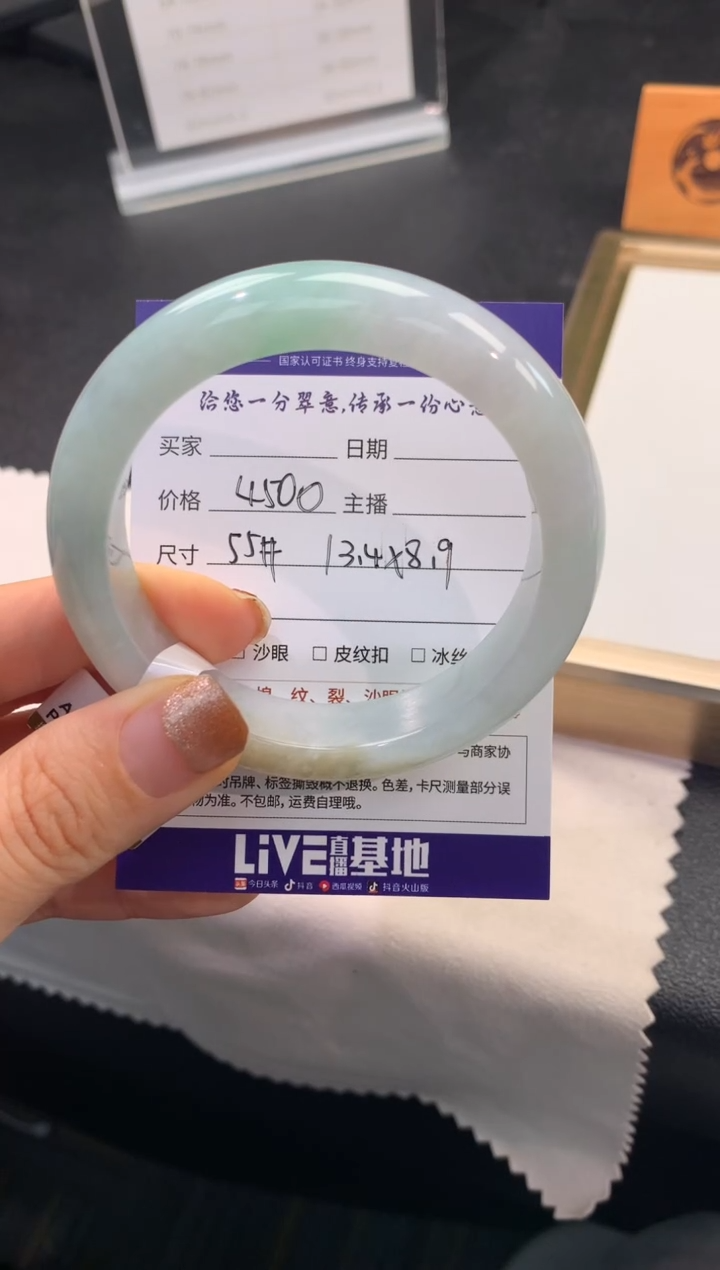 国家认可证书 终身支持复
洽您一分翠意,传承一份心意
买家 日期
价格 4500 主播
尺寸 55# 13.4×8.9
□ 沙眼 □ 皮纹扣 □ 冰丝
棉、纹、裂、沙眼
与商家协
吊牌、标签撕毁概不退换。色差,卡尺测量部分误
物为准。不包邮,运费自理哦。
LiVE直播基地
今日头条 抖音 西瓜视频 抖音火山版